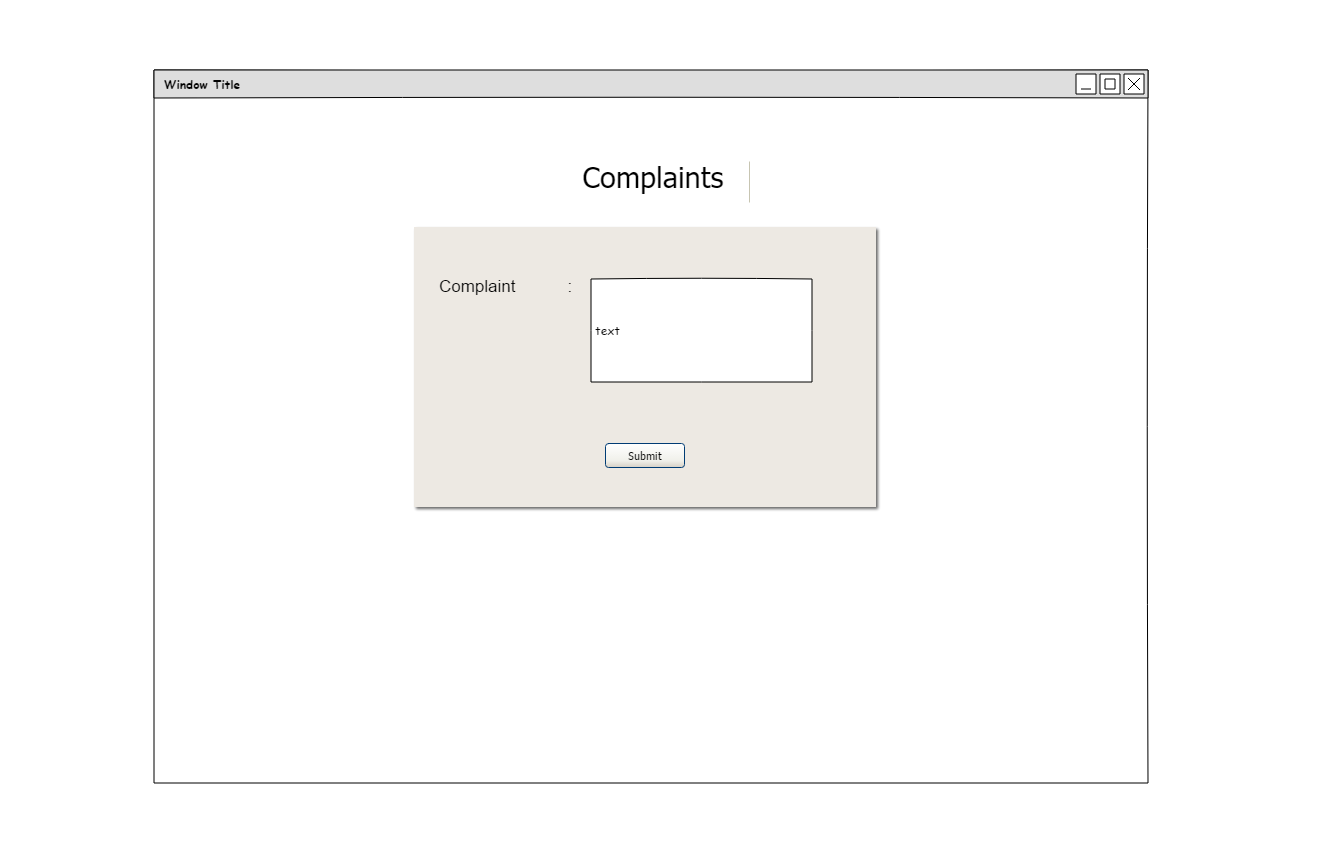 Window Title
Complaints
Complaint :
text
Submit